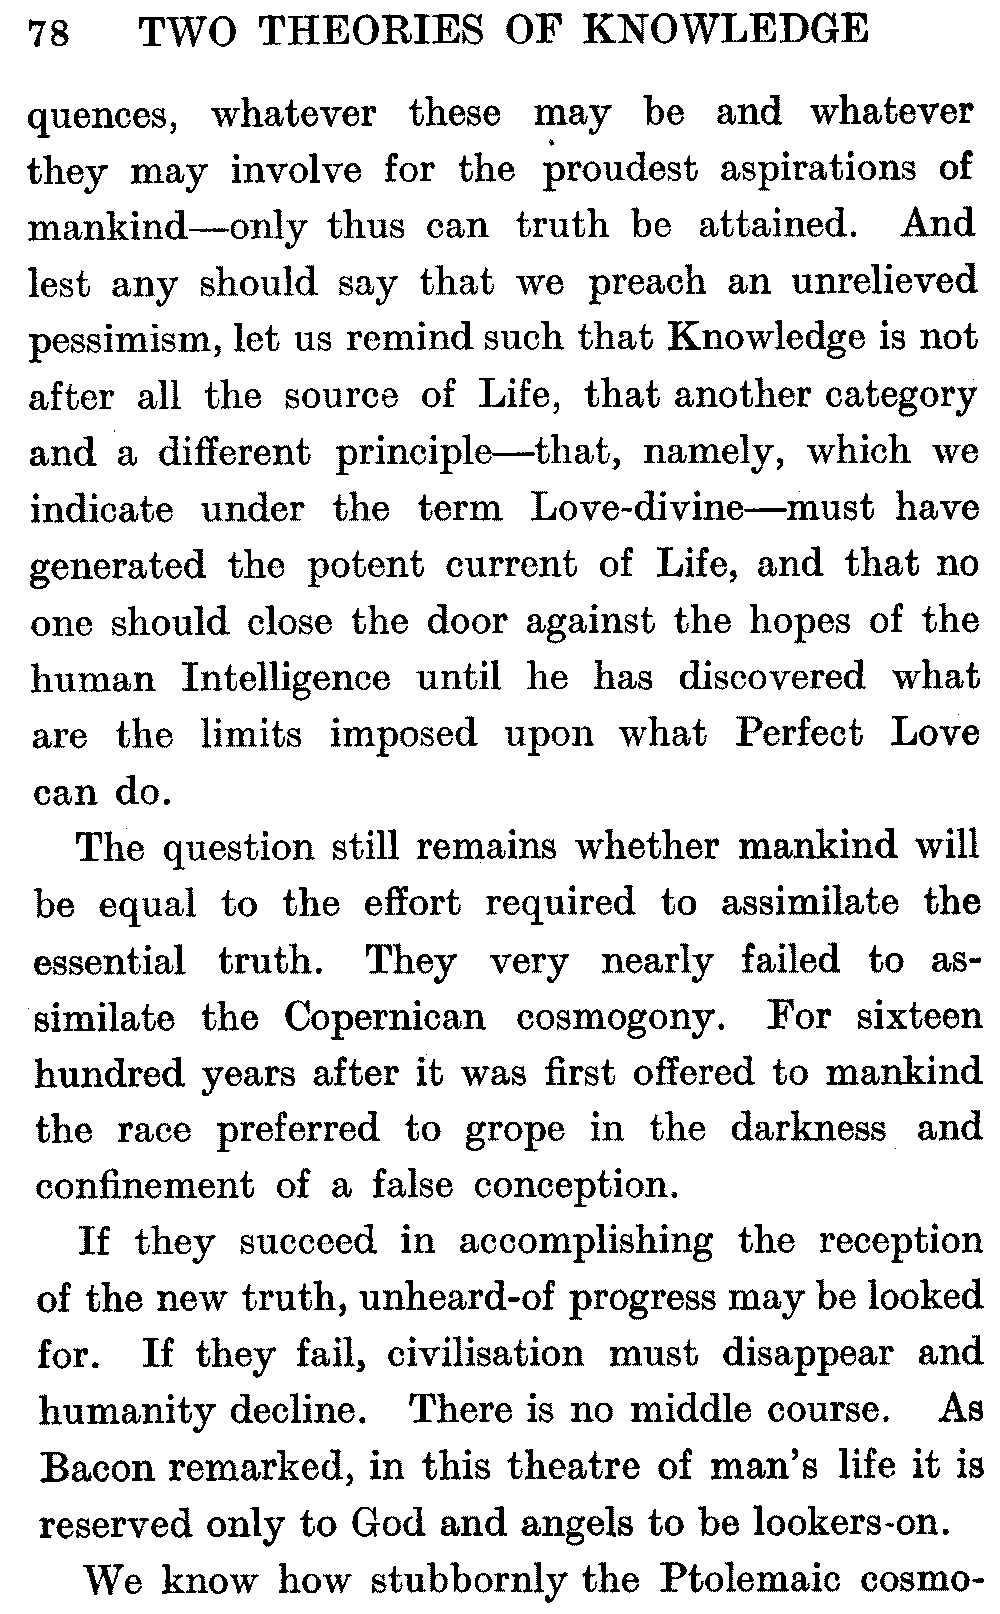 78 TWO THEORIES OF KNOWLEDGE
quences, whatever these may be and whatever
they may involve for the proudest aspirations of
mankind—only thus can truth be attained. And
lest any should say that we preach an unrelieved
pessimism, let us remind such that Knowledge is not
after all the source of Life, that another category
and a different principle—that, namely, which we
indicate under the term Love-divine—must have
generated the potent current of Life, and that no
one should close the door against the hopes of the
human Intelligence until he has discovered what
are the limits imposed upon what Perfect Love
can do.
The question still remains whether mankind will
be equal to the effort required to assimilate the
essential truth. They very nearly failed to as-
similate the Copernican cosmogony. For sixteen
hundred years after it was first offered to mankind
the race preferred to grope in the darkness and
confinement of a false conception.
If they succeed in accomplishing the reception
of the new truth, unheard-of progress may be looked
for. If they fail, civilisation must disappear and
humanity decline. There is no middle course. As
Bacon remarked, in this theatre of man's life it is
reserved only to God and angels to be lookers-on.
We know how stubbornly the Ptolemaic cosmo-